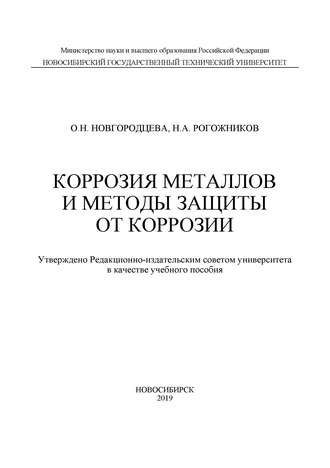 Министерство науки и высшего образования Российской Федерации
НОВОСИБИРСКИЙ ГОСУДАРСТВЕННЫЙ ТЕХНИЧЕСКИЙ УНИВЕРСИТЕТ
О.Н. НОВГОРОДЦЕВА, Н.А. РОГОЖНИКОВ
КОРРОЗИЯ МЕТАЛЛОВ
И МЕТОДЫ ЗАЩИТЫ
ОТ КОРРОЗИИ
Утверждено Редакционно-издательским советом университета
в качестве учебного пособия
НОВОСИБИРСК
2019